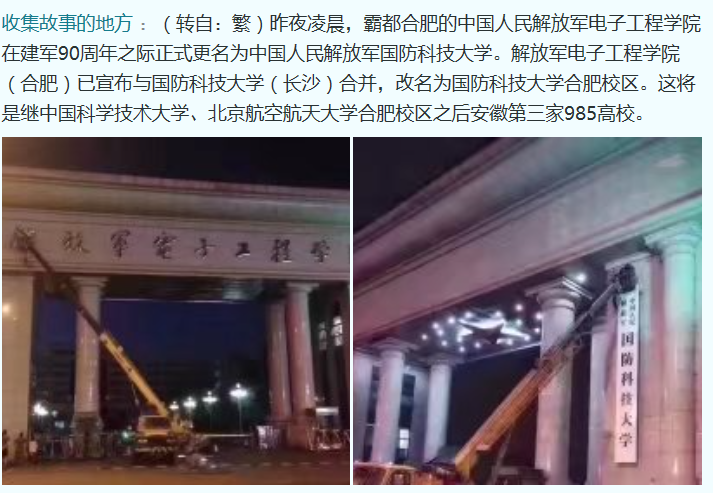 收集故事的地方 ：（转自：繁）昨夜凌晨，霸都合肥的中国人民解放军电子工程学院
在建军90周年之际正式更名为中国人民解放军国防科技大学。解放军电子工程学院
（合肥）已宣布与国防科技大学（长沙）合并，改名为国防科技大学合肥校区。这将
是继中国科学技术大学、北京航空航天大学合肥校区之后安徽第三家985高校。
解放军电子工程学
中国人民
解放军
国防科技大学